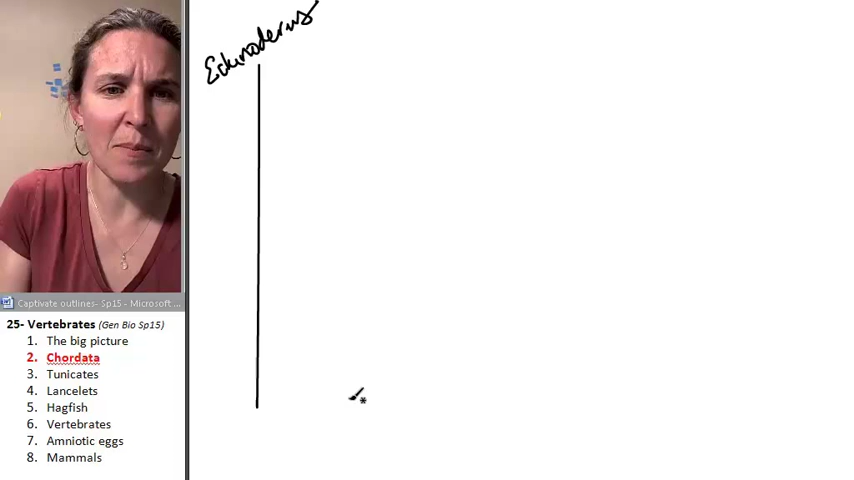 Echinoderms
Captivate outlines- Sp15 - Microsoft ...
25- Vertebrates (Gen Bio Sp15)
1. The big picture
2. Chordata
3. Tunicates
4. Lancelets
5. Hagfish
6. Vertebrates
7. Amniotic eggs
8. Mammals